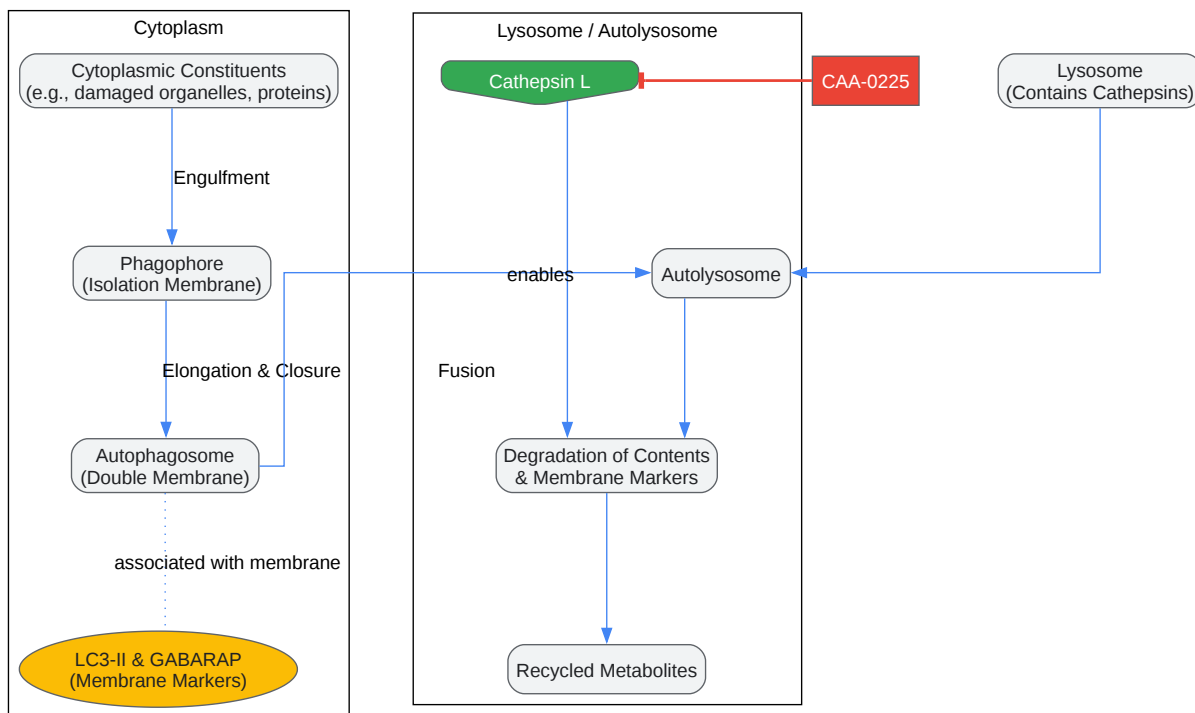 Cytoplasm
Cytoplasmic Constituents
(e.g., damaged organelles, proteins)
Engulfment
Phagophore
(Isolation Membrane)
Elongation & Closure
Autophagosome
(Double Membrane)
associated with membrane
LC3-II & GABARAP
(Membrane Markers)
Lysosome / Autolysosome
Cathepsin L
CAA-0225
Lysosome
(Contains Cathepsins)
enables
Autolysosome
Fusion
Degradation of Contents
& Membrane Markers
Recycled Metabolites